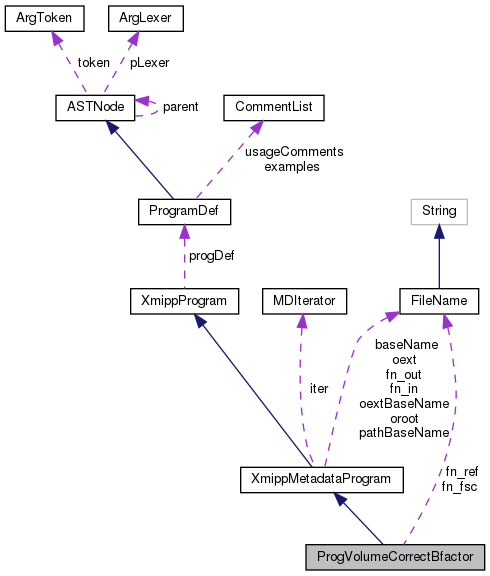 ArgToken
ArgLexer
token
pLexer
ASTNode
parent
CommentList
usageComments
examples
ProgramDef
String
progDef
XmippProgram
MDIterator
FileName
baseName
oext
fn_out
fn_in
oextBaseName
oroot
pathBaseName
iter
fn_ref
fn_fsc
XmippMetadataProgram
ProgVolumeCorrectBfactor